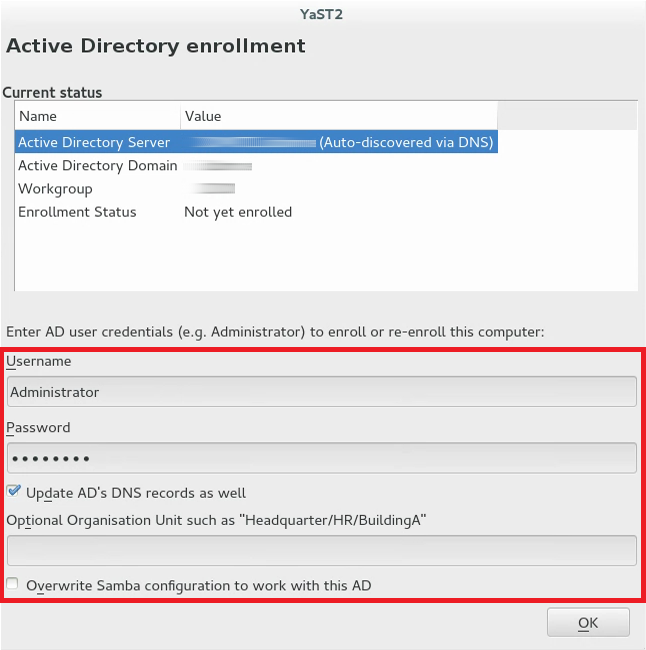 YaST2
Active Directory enrollment
Current status
Name Value
Active Directory Server (Auto-discovered via DNS)
Active Directory Domain
Workgroup
Enrollment Status Not yet enrolled
Enter AD user credentials (e.g. Administrator) to enroll or re-enroll this computer:
Username
Administrator
Password
••••••••
Update AD's DNS records as well
Optional Organisation Unit such as "Headquarter/HR/BuildingA"
Overwrite Samba configuration to work with this AD
OK